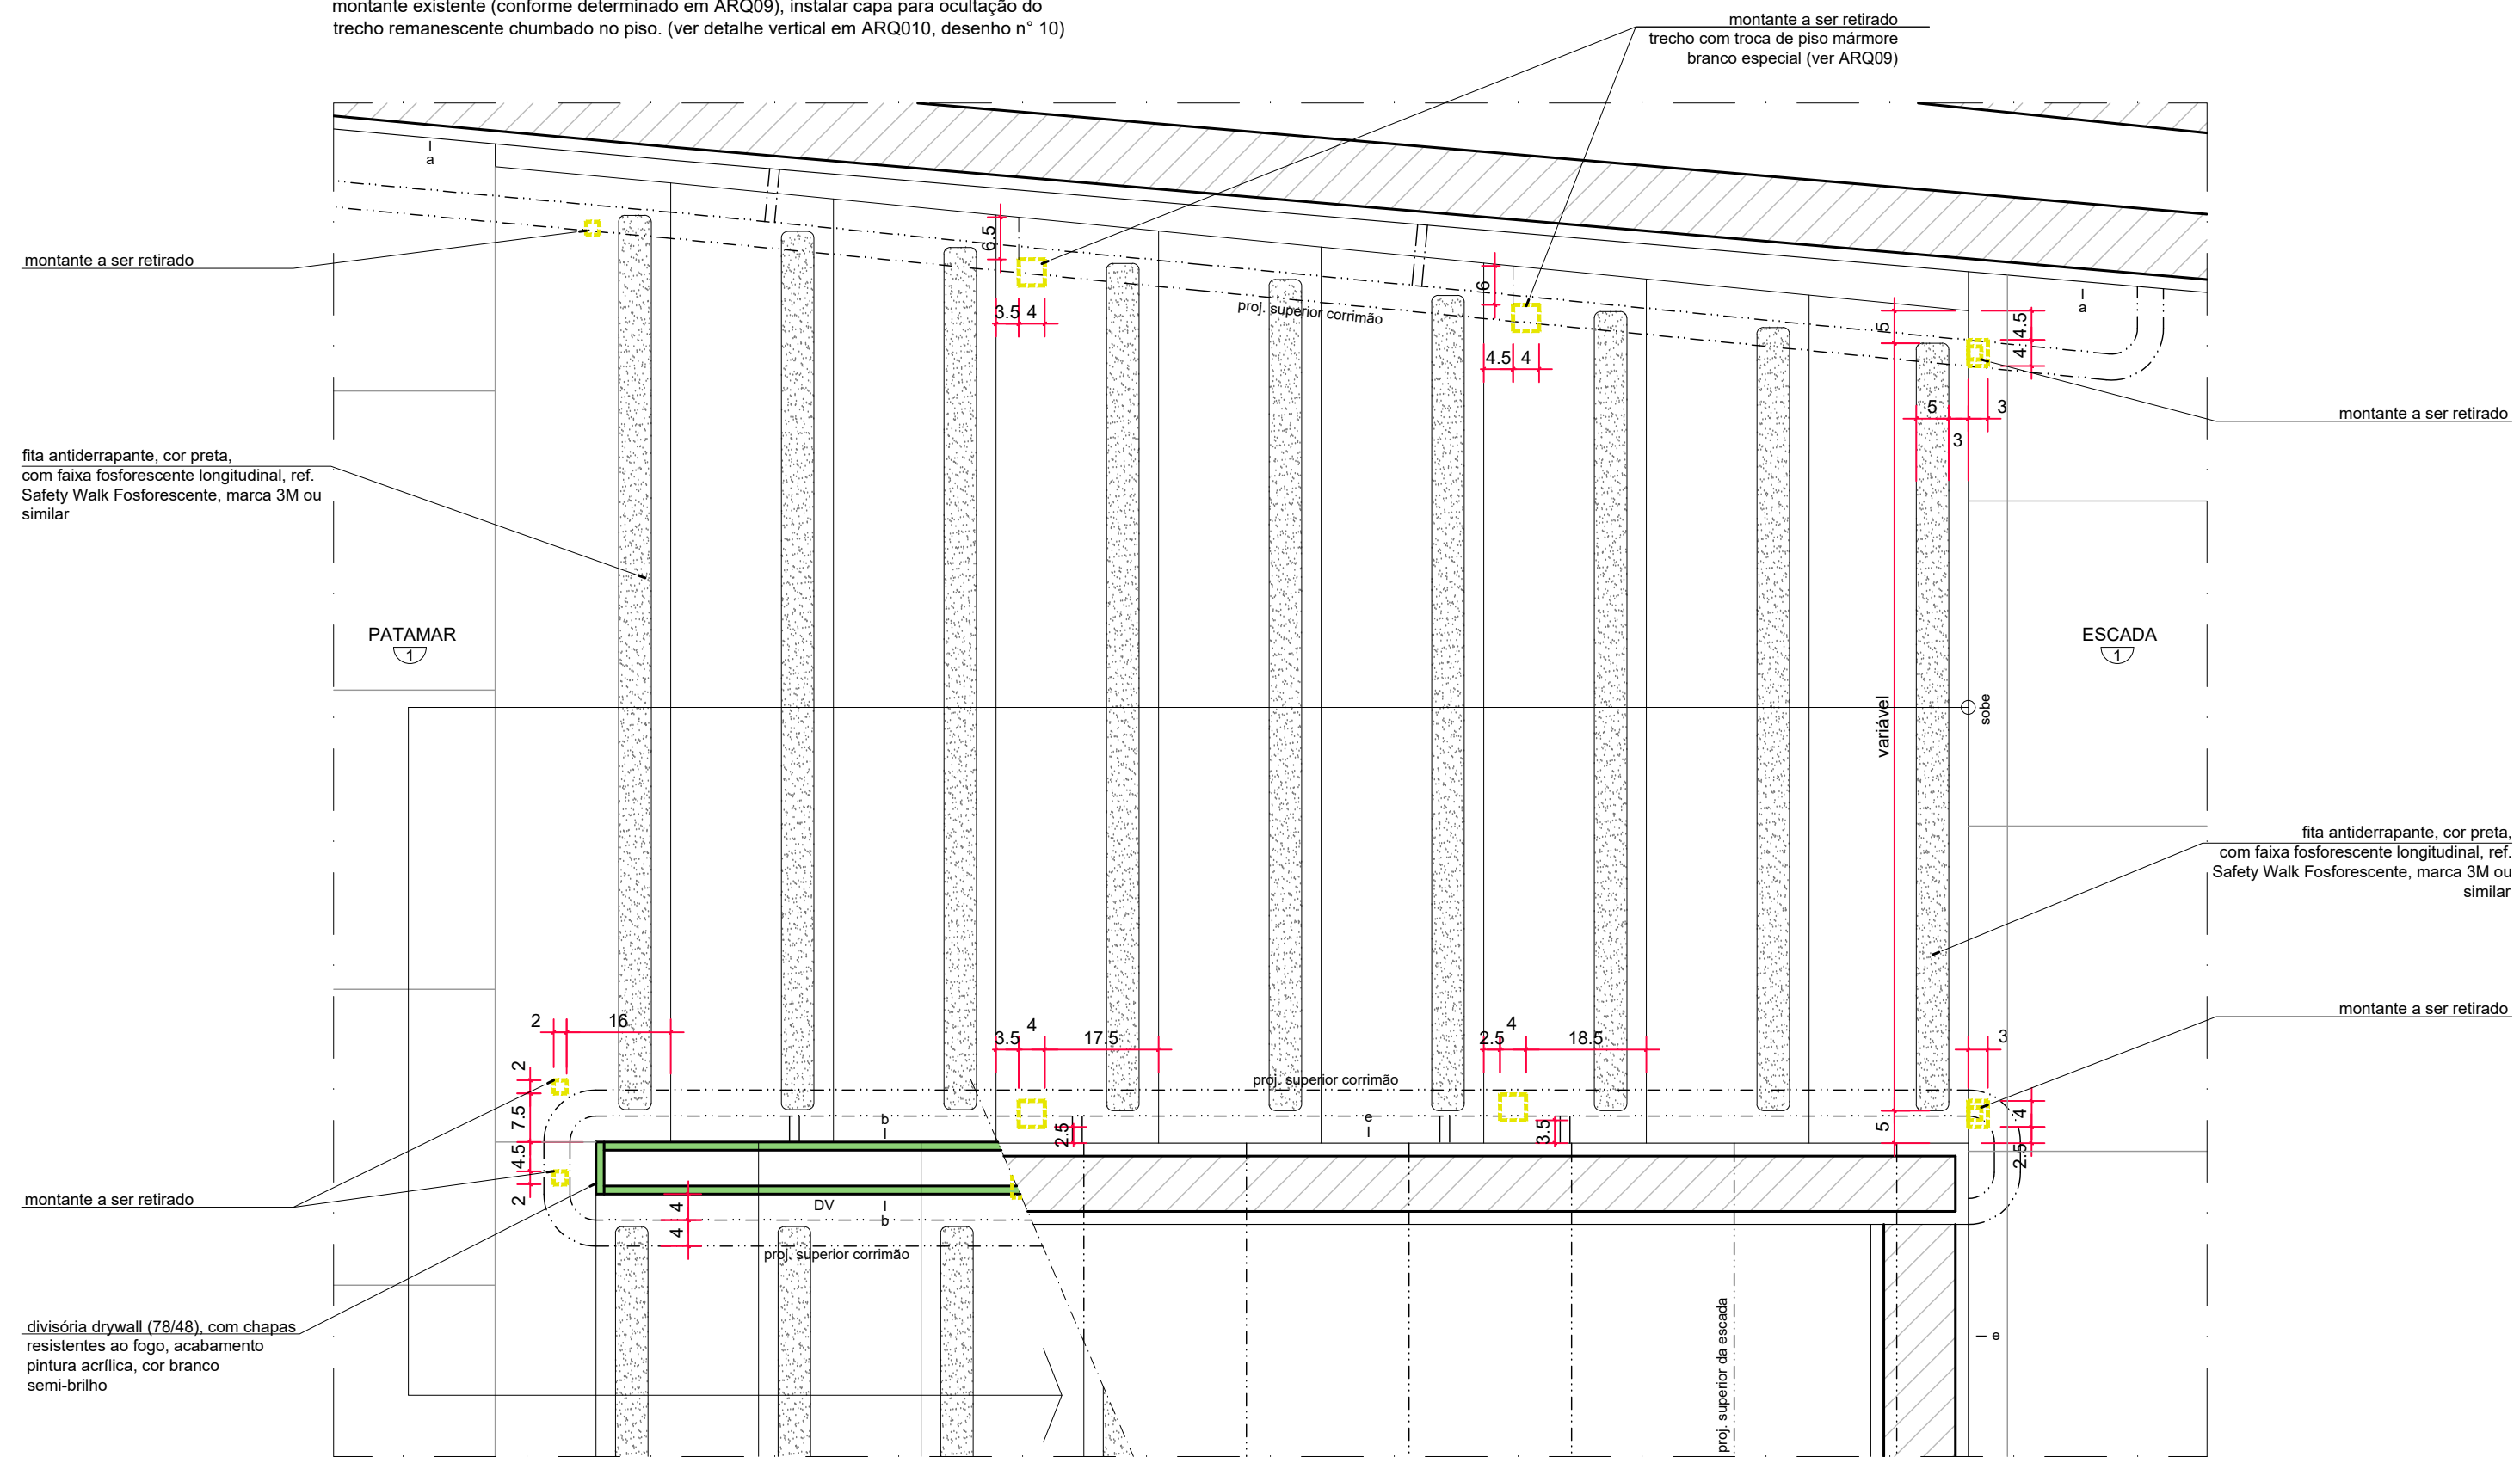 montante existente (conforme determinado em ARQ09), instalar capa para ocultação do
trecho remanescente chumbado no piso. (ver detalhe vertical em ARQ010, desenho n° 10)
montante a ser retirado
trecho com troca de piso mármore
branco especial (ver ARQ09)
a
6.5
montante a ser retirado
6
proj. superior corrimão
a
3.5
4
5
4.5
4.5
4
4
montante a ser retirado
5
3
3
fita antiderrapante, cor preta,
com faixa fosforescente longitudinal, ref.
Safety Walk Fosforescente, marca 3M ou
similar
PATAMAR
1
ESCADA
1
variável
sobe
fita antiderrapante, cor preta,
com faixa fosforescente longitudinal, ref.
Safety Walk Fosforescente, marca 3M ou
similar
montante a ser retirado
2
16
3.5
4
17.5
2.5
4
18.5
3
2
proj. superior corrimão
7.5
b
2.5
e
3.5
5
4
4.5
2.5
montante a ser retirado
2
DV
b
4
4
proj. superior corrimão
divisória drywall (78/48), com chapas
resistentes ao fogo, acabamento
pintura acrílica, cor branco
semi-brilho
proj. superior da escada
e